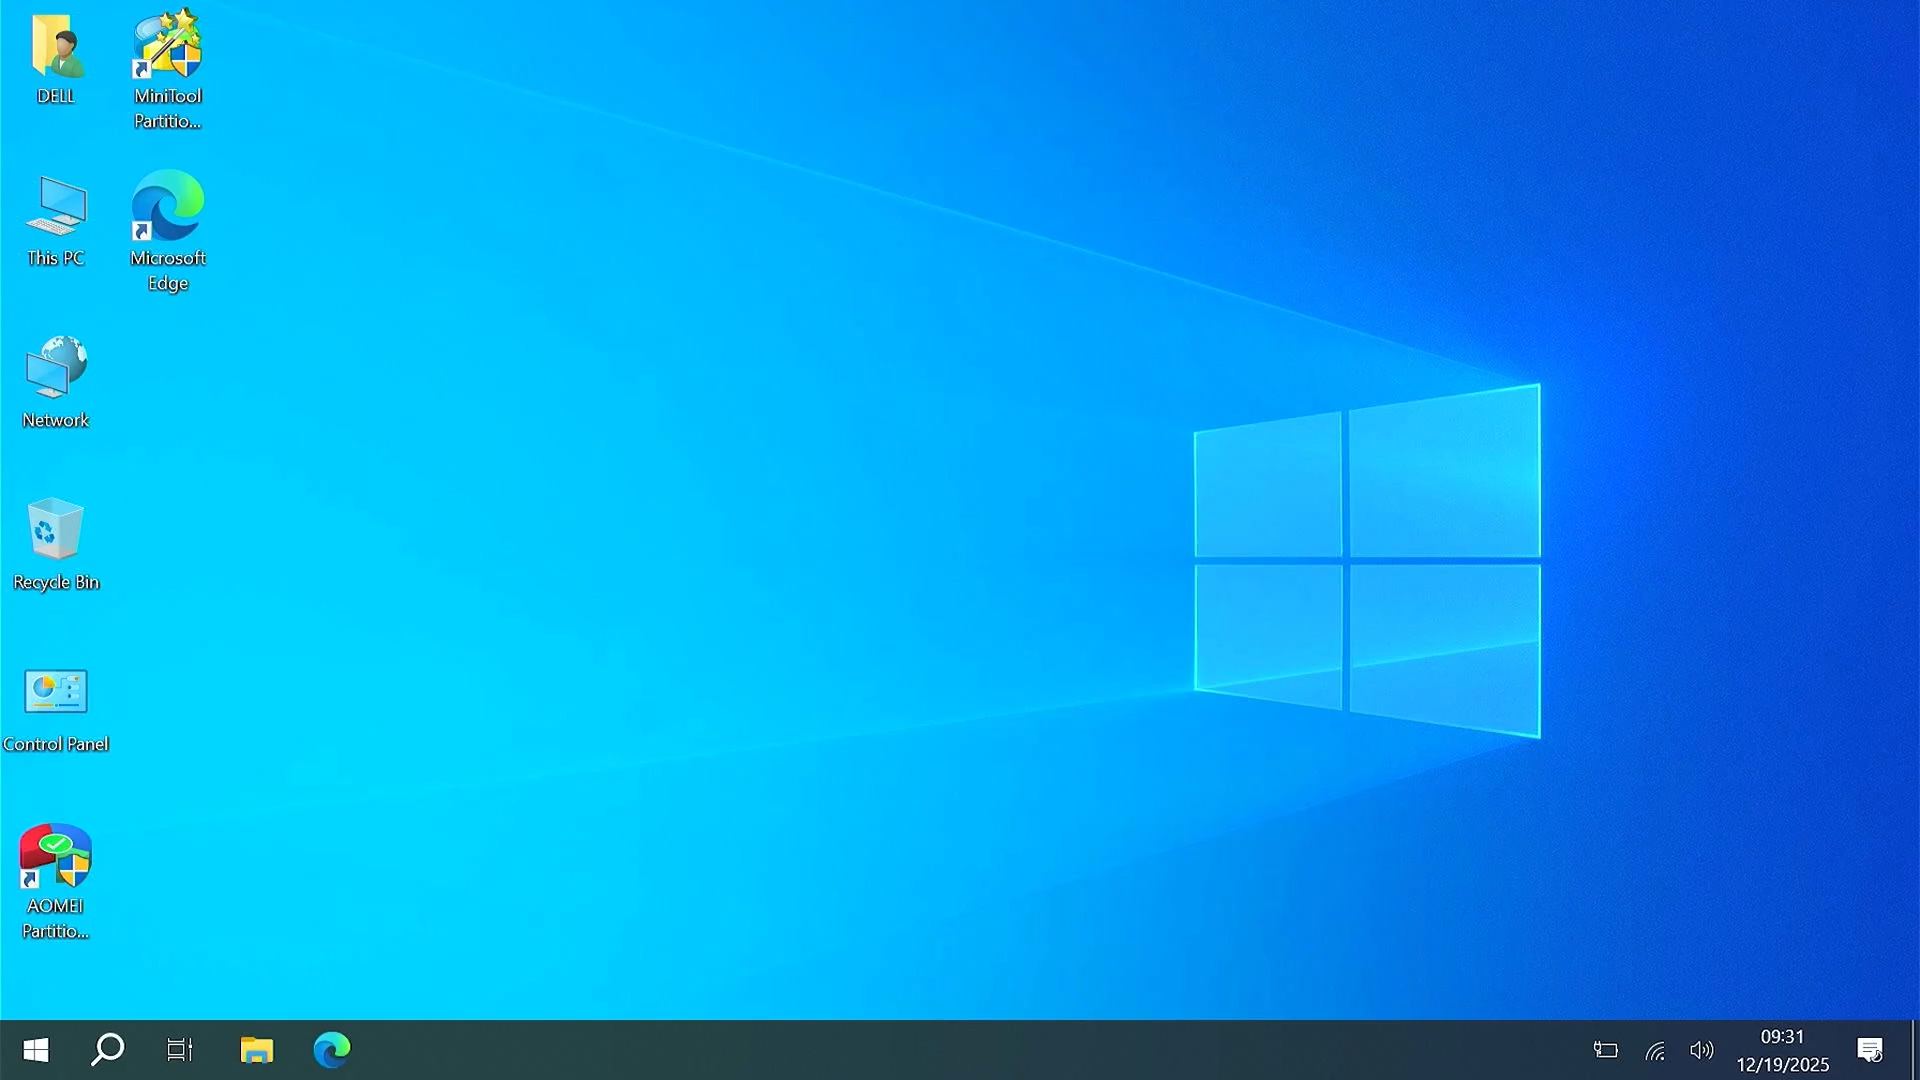 DELL
MiniTool
Partitio...
This PC
Microsoft
Edge
Network
Recycle Bin
Control Panel
AOMEI
Partitio...
09:31
12/19/2025